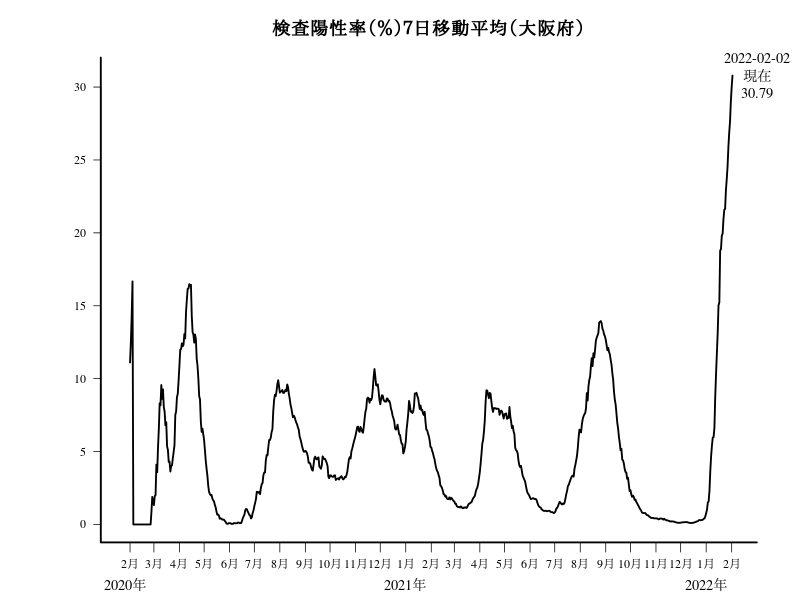 検査陽性率(%)7日移動平均(大阪府)
2022-02-02
現在
30.79
30
25
20
15
10
5
0
2月 3月 4月 5月 6月 7月 8月 9月 10月 11月 12月 1月 2月 3月 4月 5月 6月 7月 8月 9月 10月 11月 12月 1月 2月
2020年 2021年 2022年